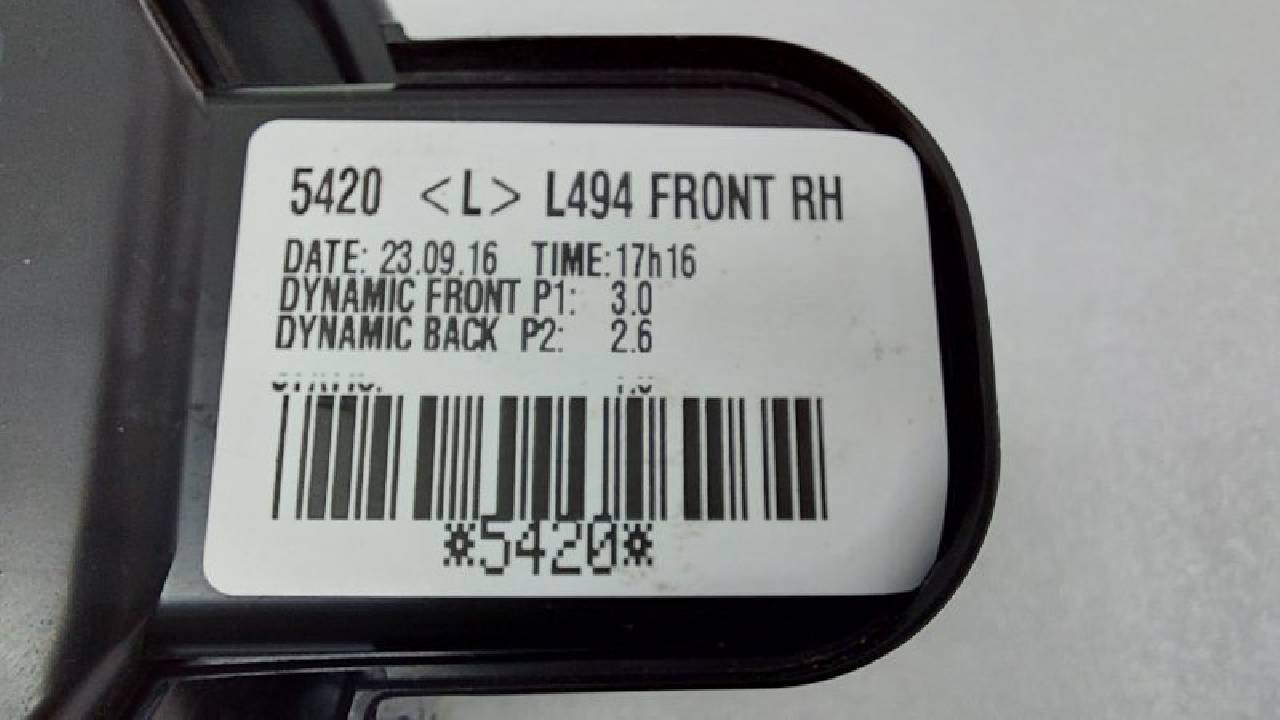 5420 <L> L494 FRONT RH
DATE: 23.09.16 TIME:17h16
DYNAMIC FRONT P1: 3.0
DYNAMIC BACK P2: 2.6
*5420*